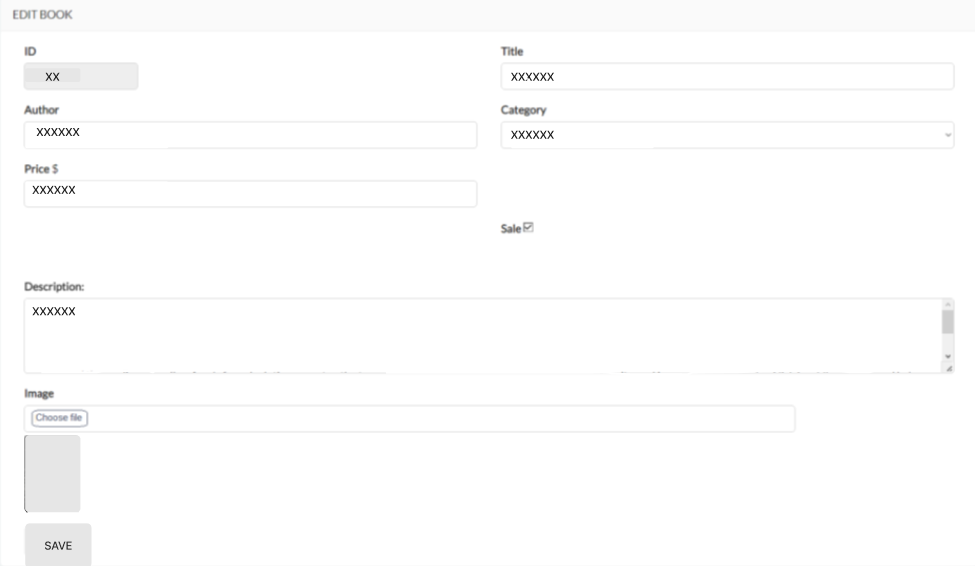 EDIT BOOK
ID
Title
XX
XXXXXX
Author
Category
XXXXXX
XXXXXX
Price $
XXXXXX
Sale
Description:
XXXXXX
Image
Choose file
SAVE